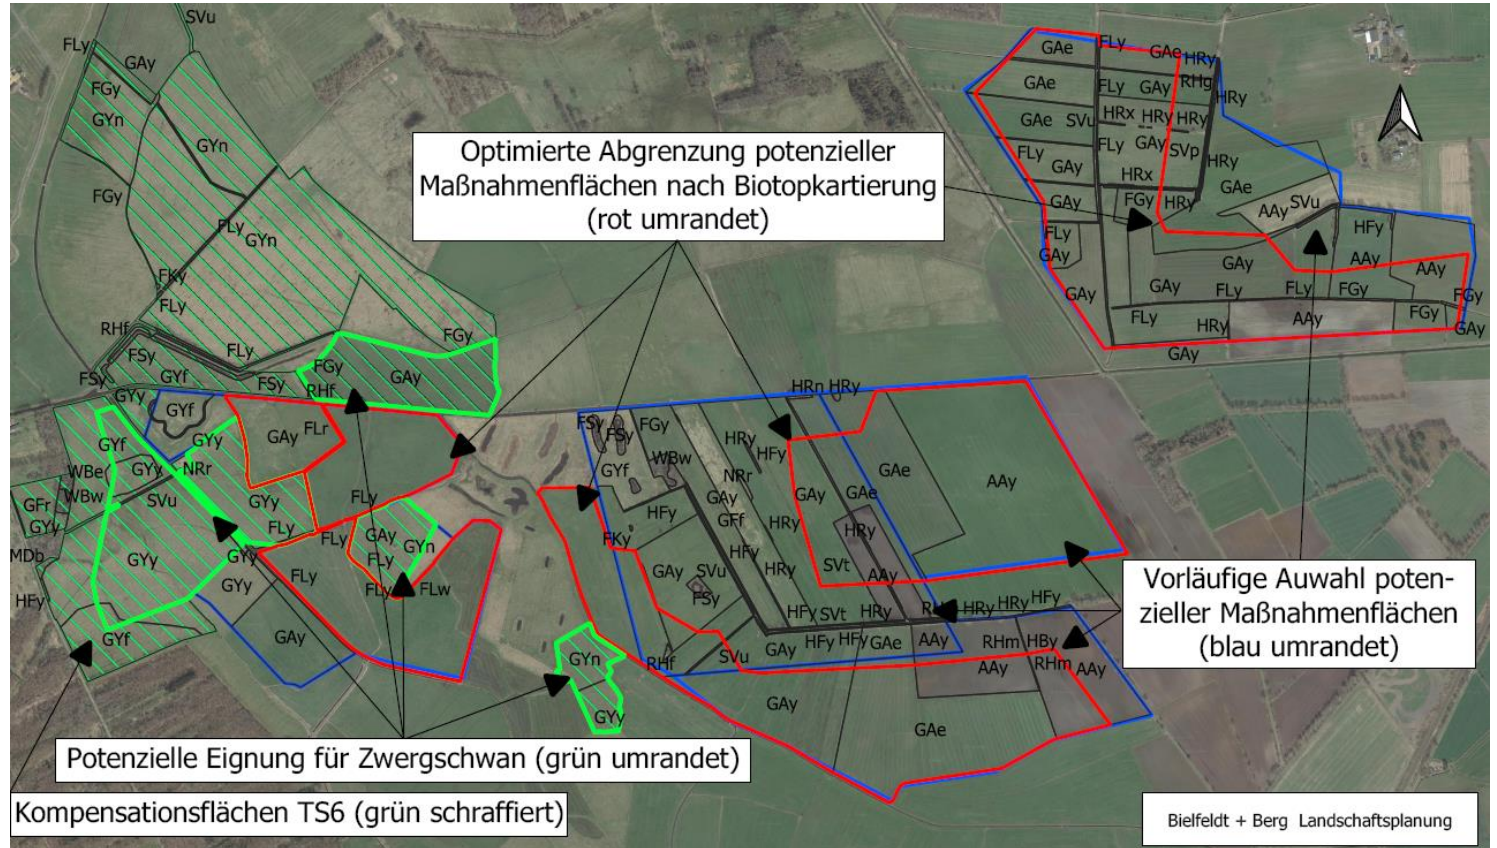 SVu
FLy
GAy
FGy
GYn
GYn
FGy
FLy
GYn
FKy
FLy
RHf
FSy
FLy
FGy
GYf
FSy
FSy
GYy
FGy
RHf
GAy
Optimierte Abgrenzung potenzieller
Maßnahmenflächen nach Biotopkartierung
(rot umrandet)
GAe
FLy
GAe
HRy
GAe
FLy
GAy
RHg
HRy
GAe
SVu
HRx
HRy
HRy
FLy
FLy
GAy
SVp
HRy
GAy
HRx
GAe
GAy
FGy
HRy
AAy
SVu
FLy
HFy
GAy
GAy
AAy
AAy
GAy
GAy
FLy
FLy
FGy
FGy
FLy
HRy
AAy
FGy
GAy
GAy
GYf
GYf
GYy
GAy
FLr
WBe
GYy
NRr
WBw
SVu
GYy
FLy
GFr
GYy
FLy
FLy
GAy
GYn
MDb
GYy
GYy
FLy
GYy
FLy
FLy
FLw
HFy
GYf
GAy
HRn
HRy
FSy
FSy
FGy
HRy
GYf
WBw
HFy
NRr
GAe
AAy
GAy
GAy
GAe
GFf
HFy
FKy
HRy
HRy
HFy
GAy
SVu
HRy
SVt
AAy
FSy
HFy
SVt
HRy
HRy
HRy
HFy
RHf
SVu
GAy
HFy
HFy
GAe
AAy
RHm
HBy
AAy
RHm
AAy
GYn
GYy
GAy
GAe
Vorläufige Auwahl poten-
zieller Maßnahmenflächen
(blau umrandet)
Potenzielle Eignung für Zwergschwan (grün umrandet)
Kompensationsflächen TS6 (grün schraffiert)
Bielfeldt + Berg Landschaftsplanung